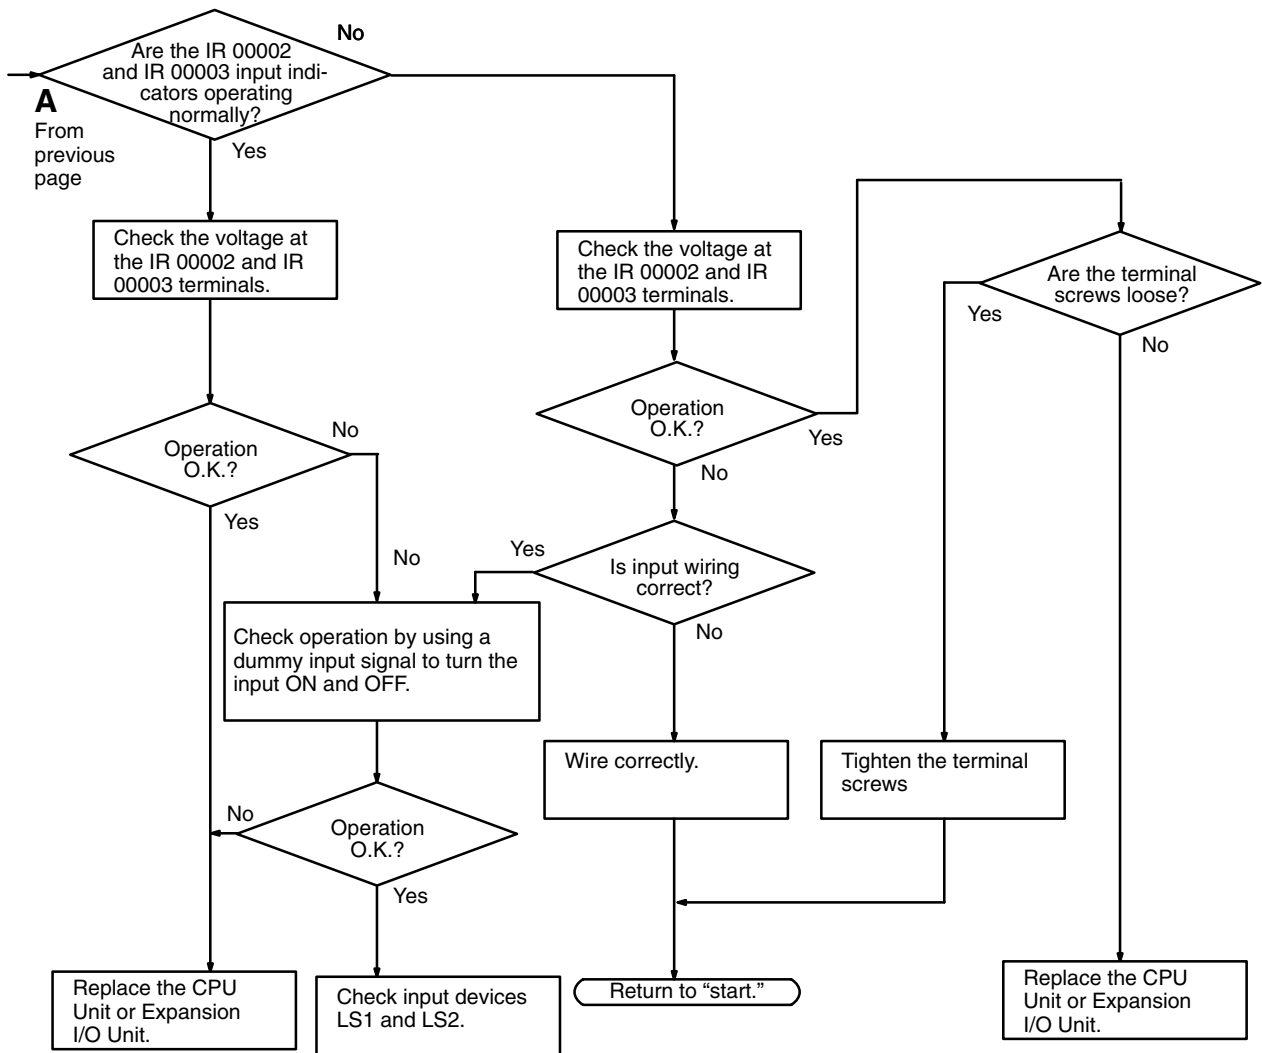 No
Are the IR 00002
and IR 00003 input indi-
cators operating
normally?
A
From
previous
page
Yes
Check the voltage at
the IR 00002 and IR
00003 terminals.
Check the voltage at
the IR 00002 and IR
00003 terminals.
Are the terminal
screws loose?
Yes
No
Operation
O.K.?
No
Yes
Operation
O.K.?
Yes
No
No
Yes
Is input wiring
correct?
No
Check operation by using a
dummy input signal to turn the
input ON and OFF.
Wire correctly.
Tighten the terminal
screws
No
Operation
O.K.?
Yes
Replace the CPU
Unit or Expansion
I/O Unit.
Check input devices
LS1 and LS2.
Return to “start.”
Replace the CPU
Unit or Expansion
I/O Unit.